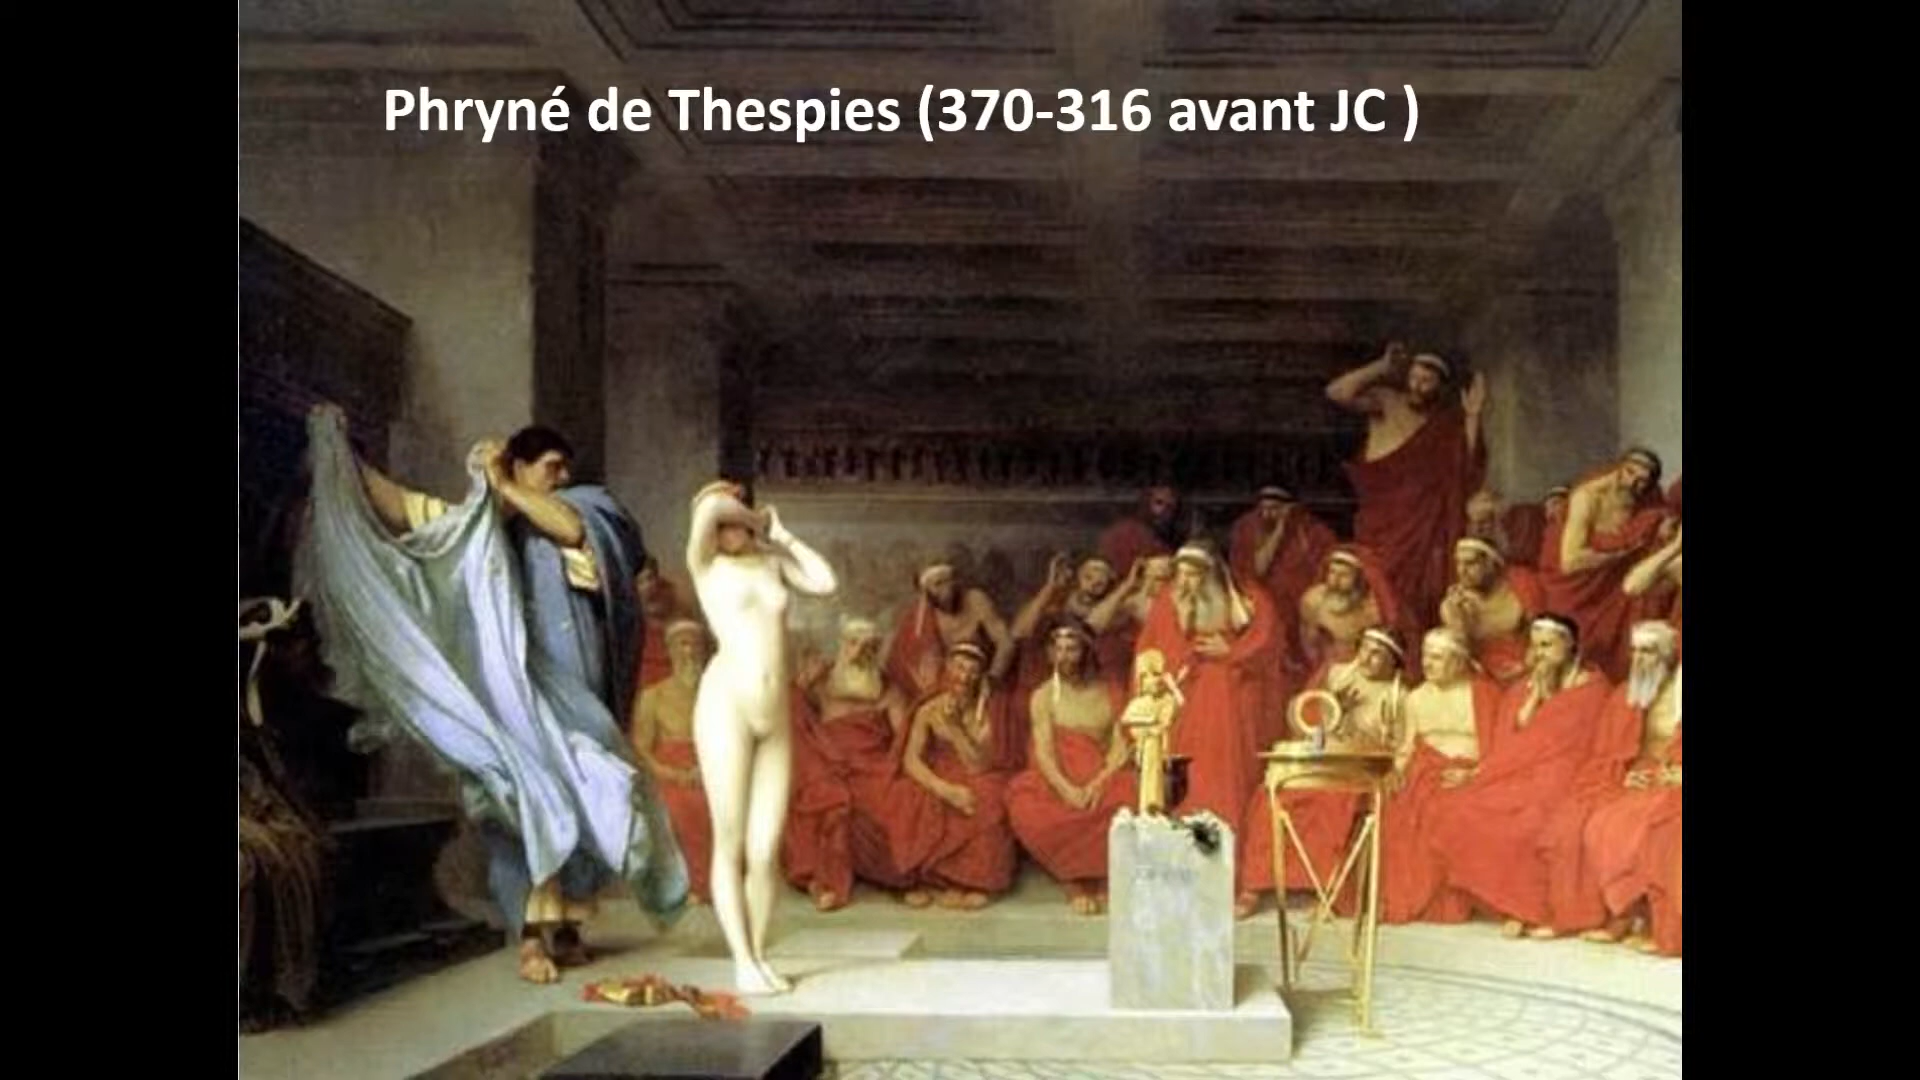 Phryné de Thespies (370-316 avant JC )